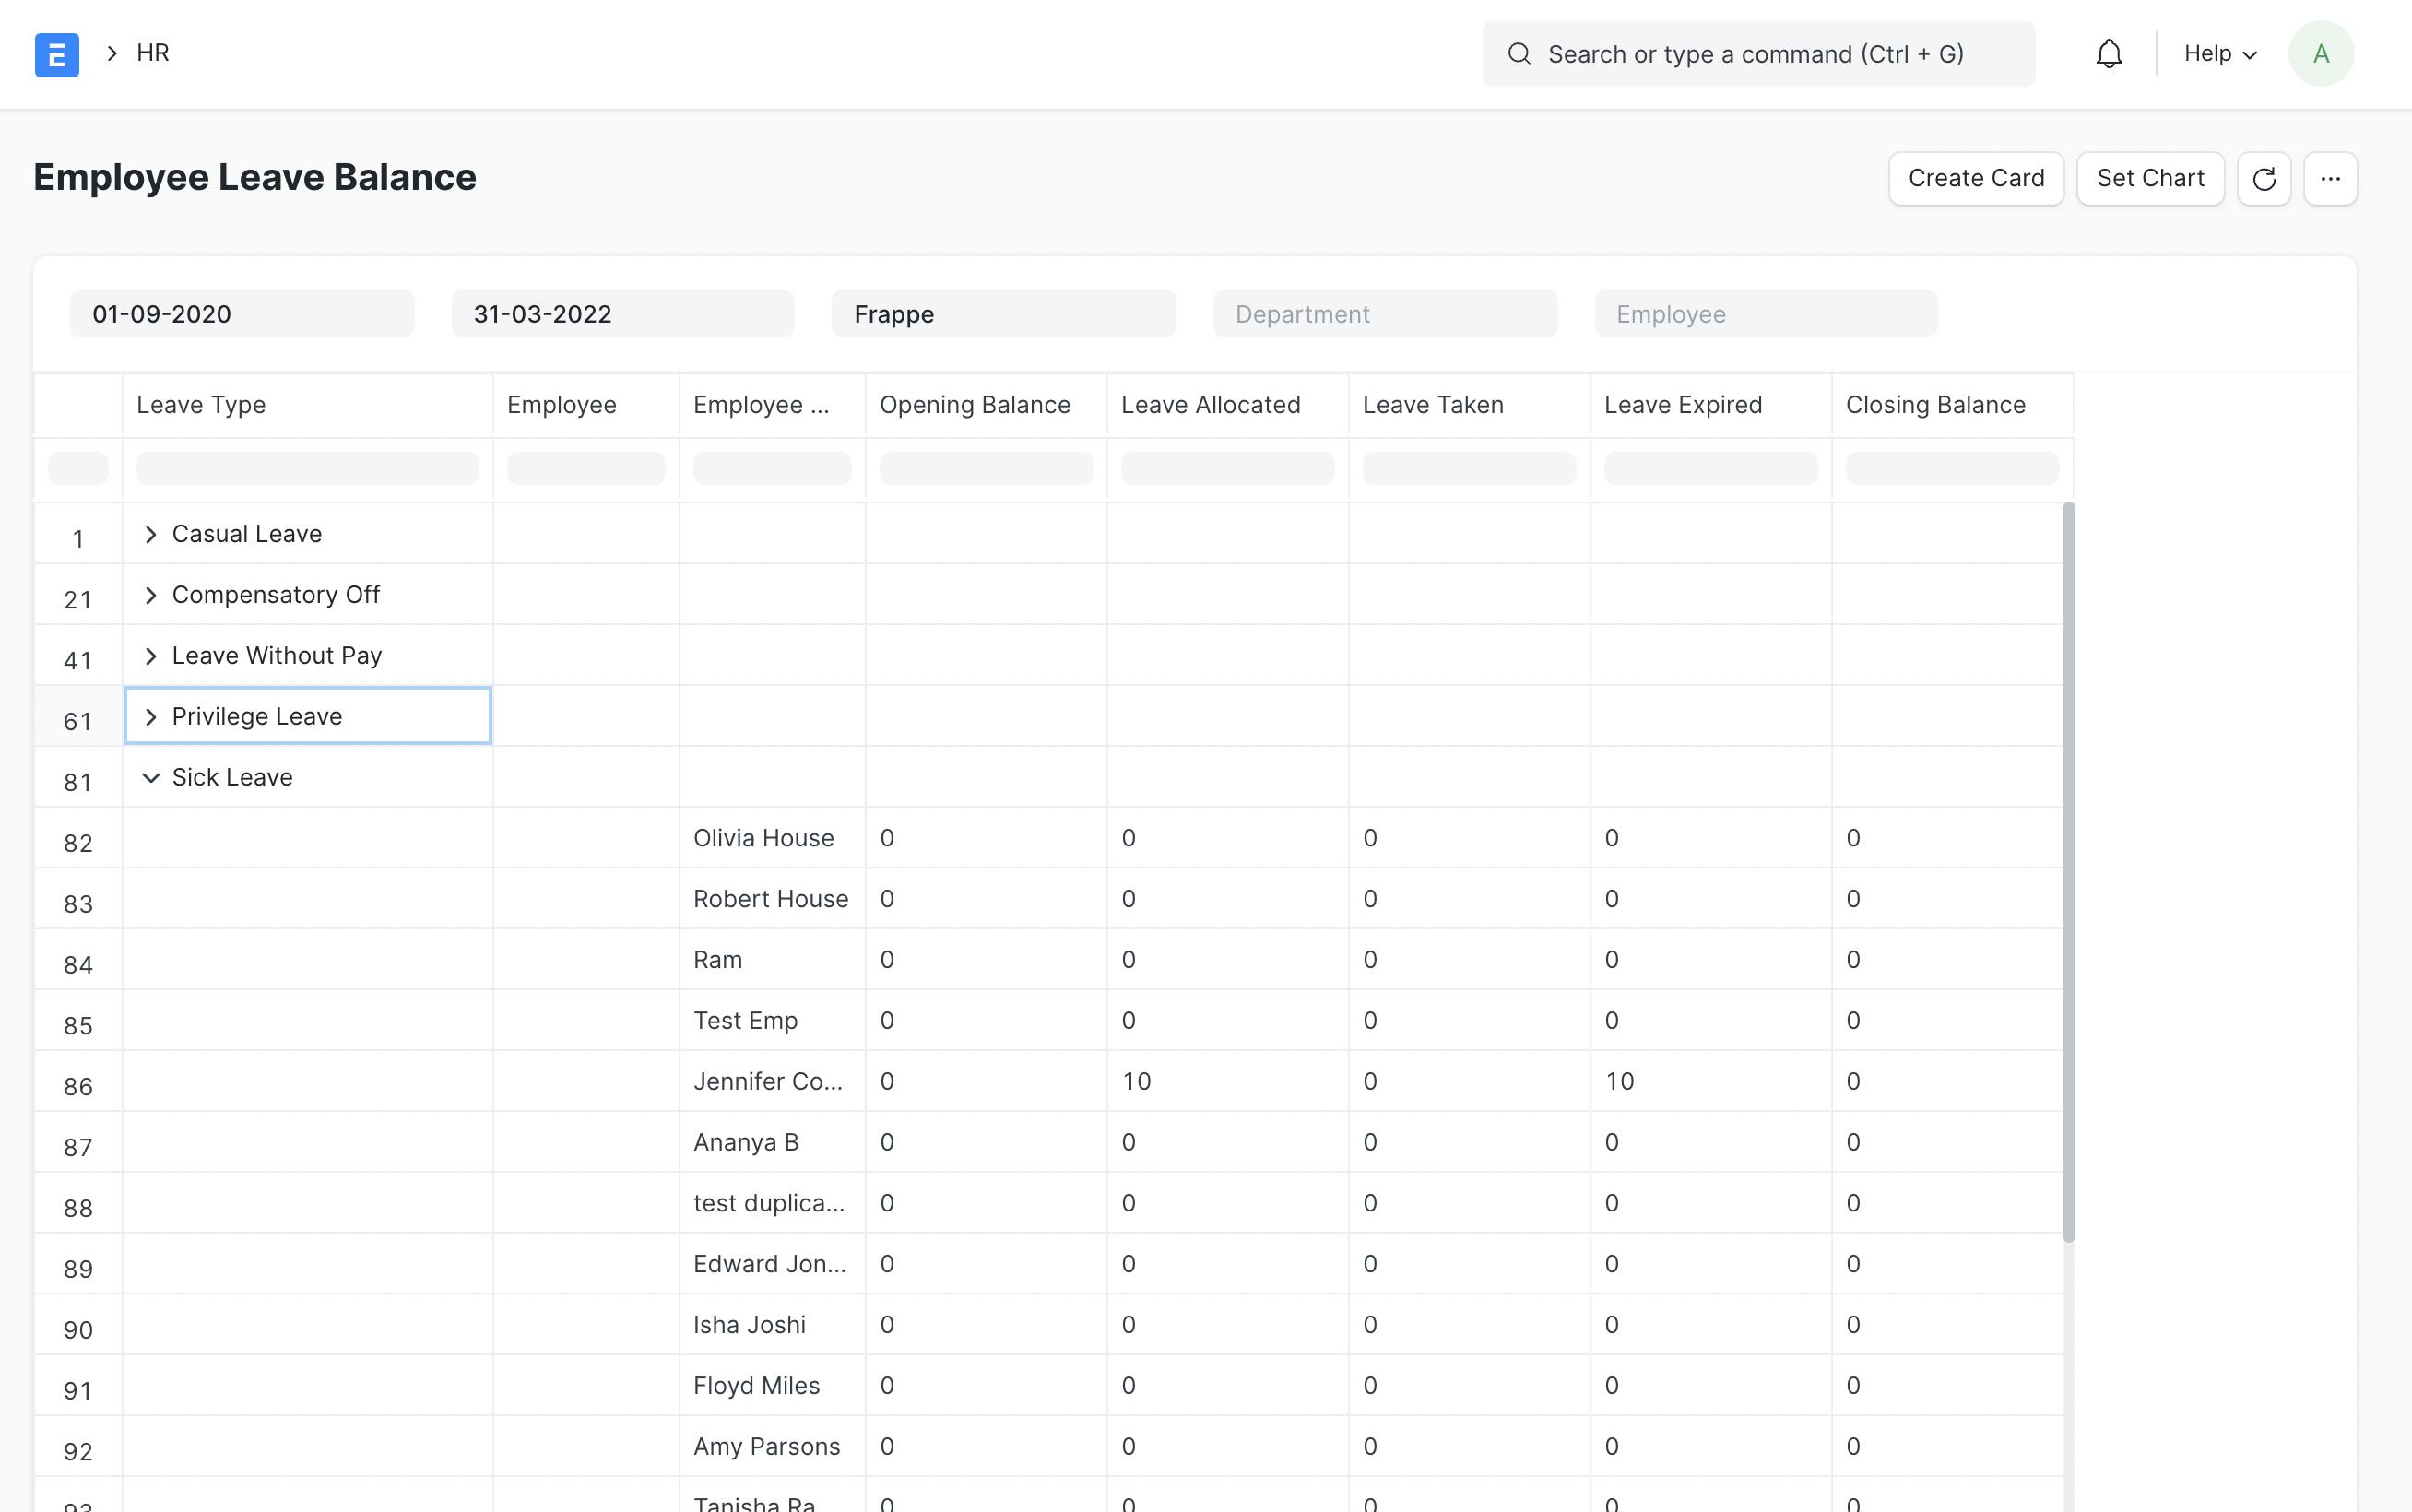 E > HR Search or type a command (Ctrl + G) Help A
Employee Leave Balance Create Card Set Chart ...
01-09-2020 31-03-2022 Frappe Department Employee
Leave Type Employee Employee ... Opening Balance Leave Allocated Leave Taken Leave Expired Closing Balance
1 Casual Leave
21 Compensatory Off
41 Leave Without Pay
61 Privilege Leave
81 Sick Leave
82 Olivia House 0 0 0 0 0
83 Robert House 0 0 0 0 0
84 Ram 0 0 0 0 0
85 Test Emp 0 0 0 0 0
86 Jennifer Co... 0 10 0 10 0
87 Ananya B 0 0 0 0 0
88 test duplica... 0 0 0 0 0
89 Edward Jon... 0 0 0 0 0
90 Isha Joshi 0 0 0 0 0
91 Floyd Miles 0 0 0 0 0
92 Amy Parsons 0 0 0 0 0
93 Tanisha Ra 0 0 0 0 0